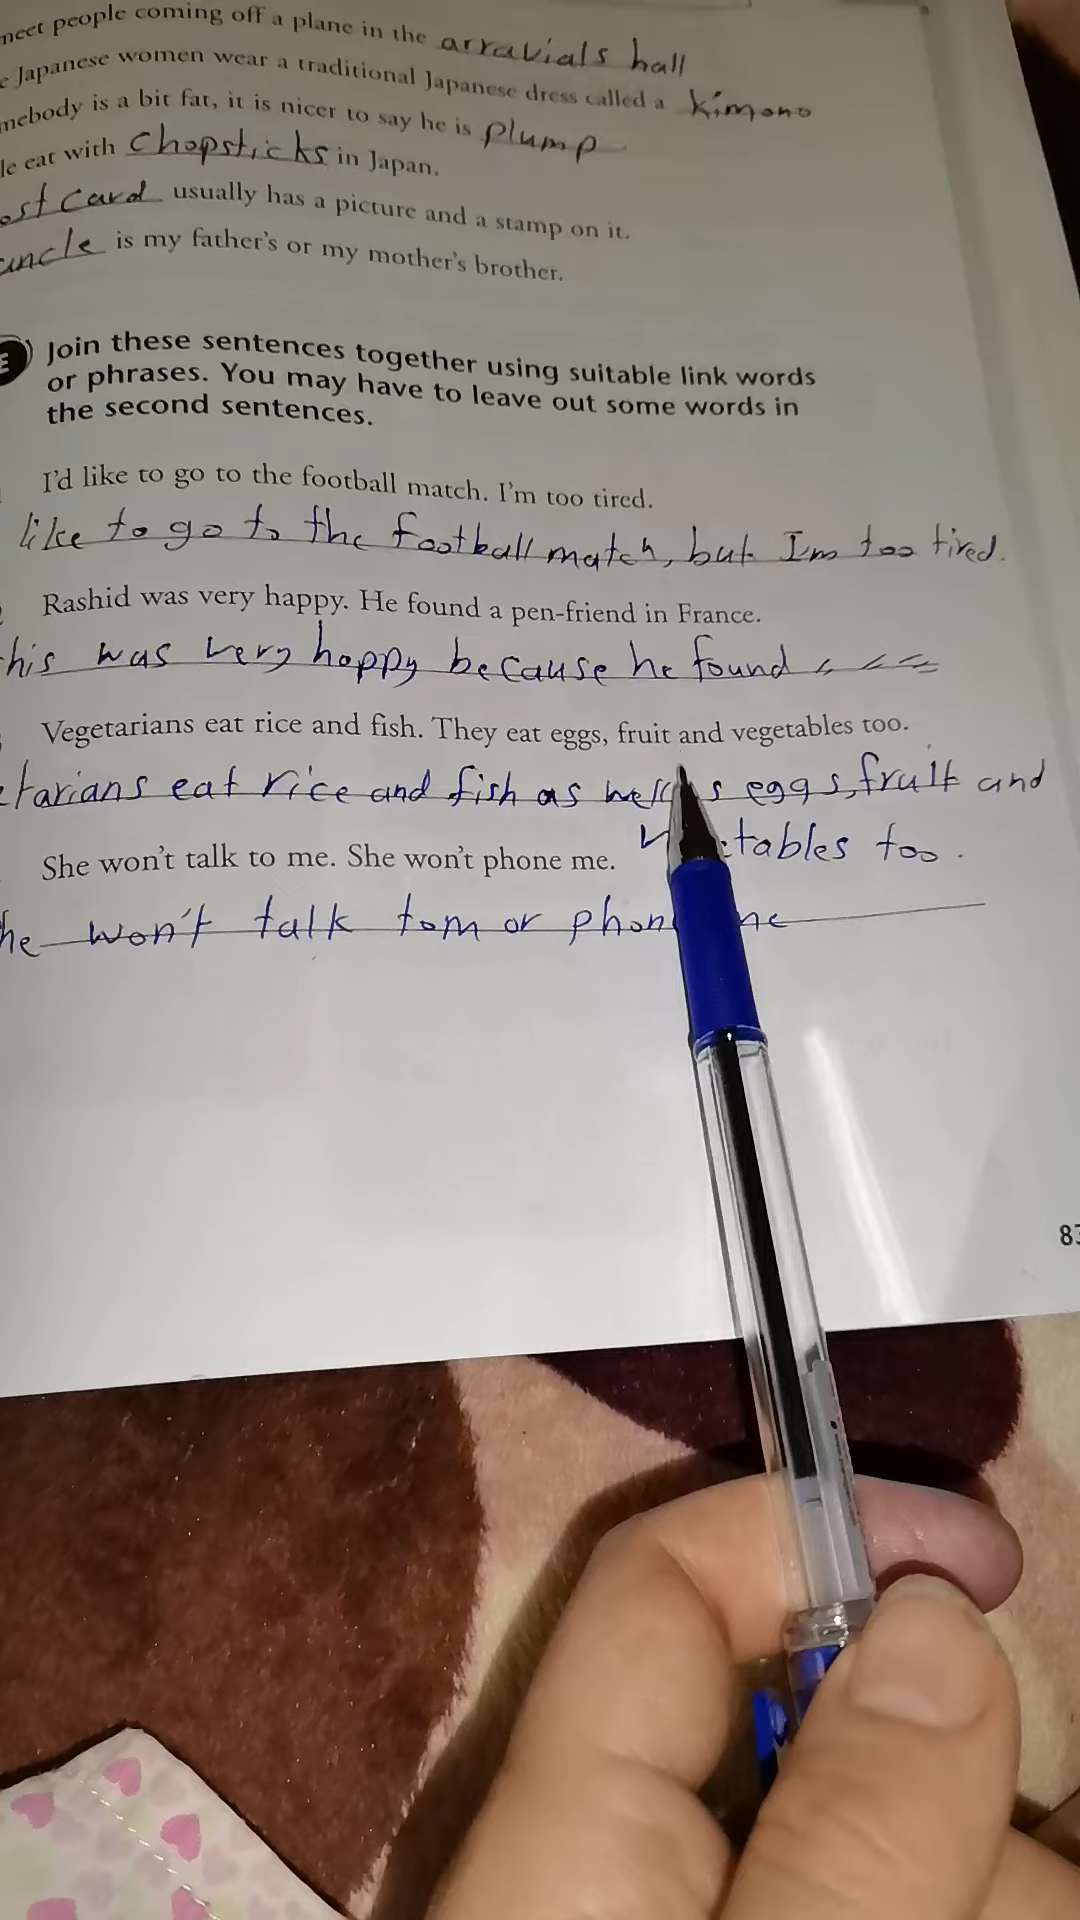 meet people coming off a plane in the arravials hall
Japanese women wear a traditional Japanese dress called a kimono
mebody is a bit fat, it is nicer to say he is plump
le eat with chopsticks in Japan.
ost card usually has a picture and a stamp on it.
uncle is my father's or my mother's brother.
E) Join these sentences together using suitable link words
or phrases. You may have to leave out some words in
the second sentences.
I'd like to go to the football match. I'm too tired.
like to go to the football match, but I'm too tired.
Rashid was very happy. He found a pen-friend in France.
his was very happy because he found
Vegetarians eat rice and fish. They eat eggs, fruit and vegetables too.
etarians eat rice and fish as well s eggs, fruit and
tables too.
She won't talk to me. She won't phone me.
he won't talk tom or phon me
83